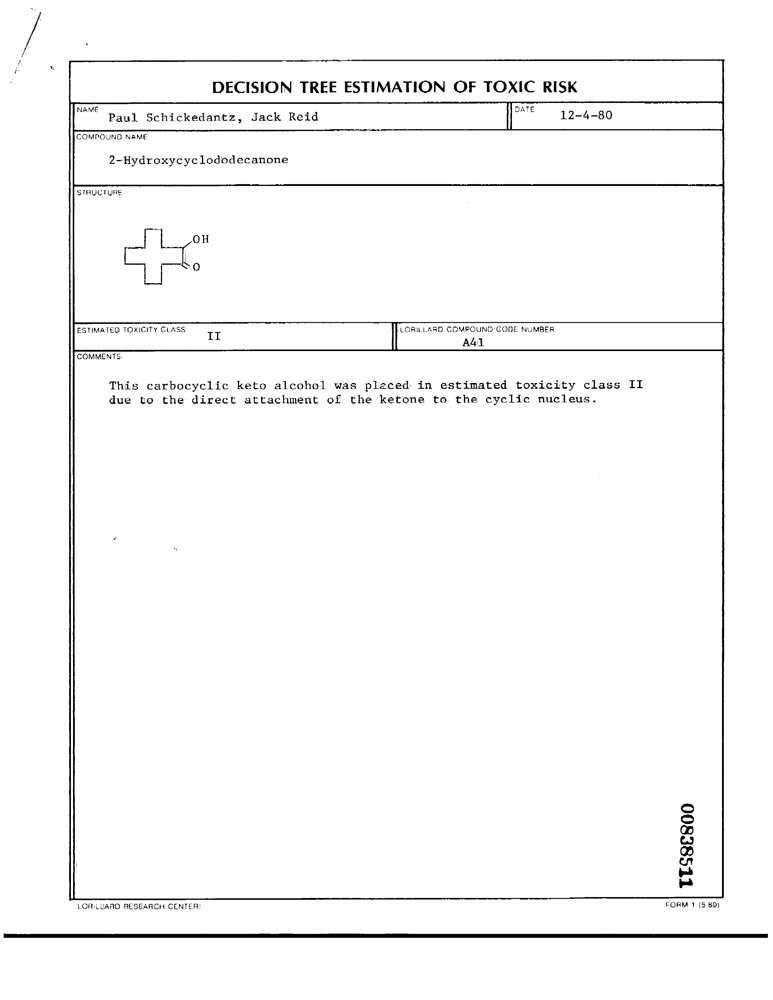 DECISION TREE ESTIMATION OF TOXIC RISK
NAME Paul Schickedantz, Jack Reid
DATE 12-4-80
COMPOUND NAME
2-Hydroxycyclododecanone
STRUCTURE
OH
O
ESTIMATED TOXICITY CLASS II
LORILLARD COMPOUND CODE NUMBER
A41
COMMENTS:
This carbocyclic keto alcohol was placed in estimated toxicity class II
due to the direct attachment of the ketone to the cyclic nucleus.
00838511
LORILLARD RESEARCH CENTER
FORM 1 (5-80)